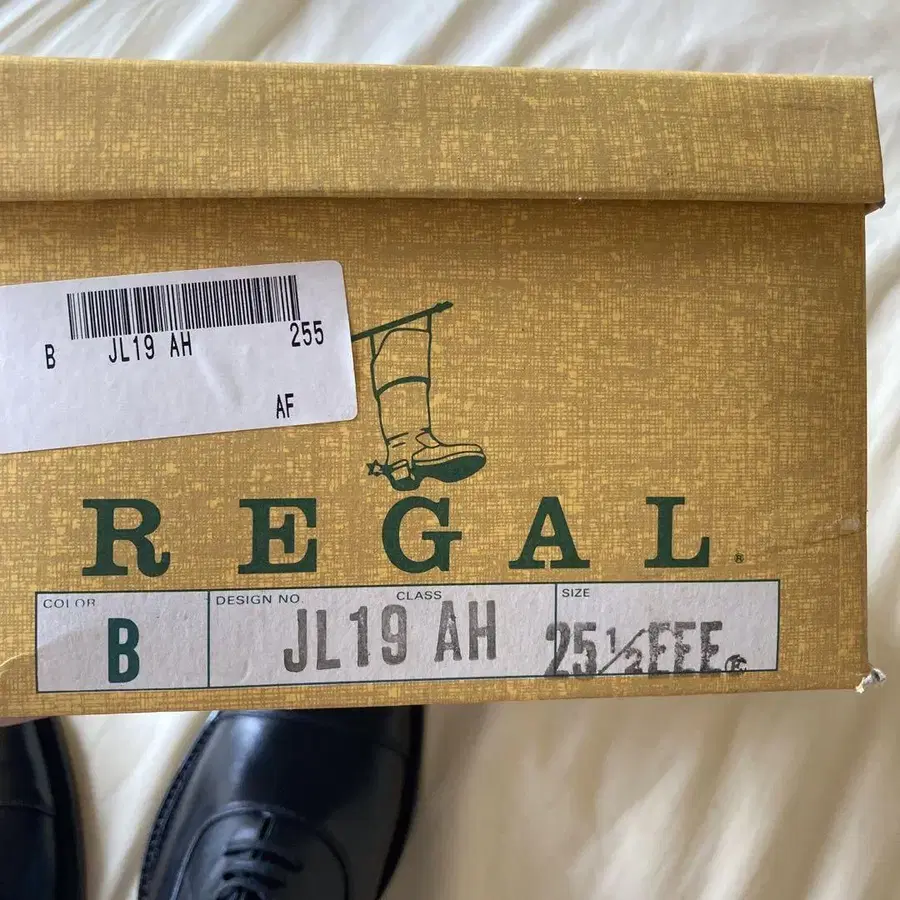 B JL19 AH 255
AF
REGAL®
COLOR DESIGN NO. CLASS SIZE
B JL19 AH 25½EEE